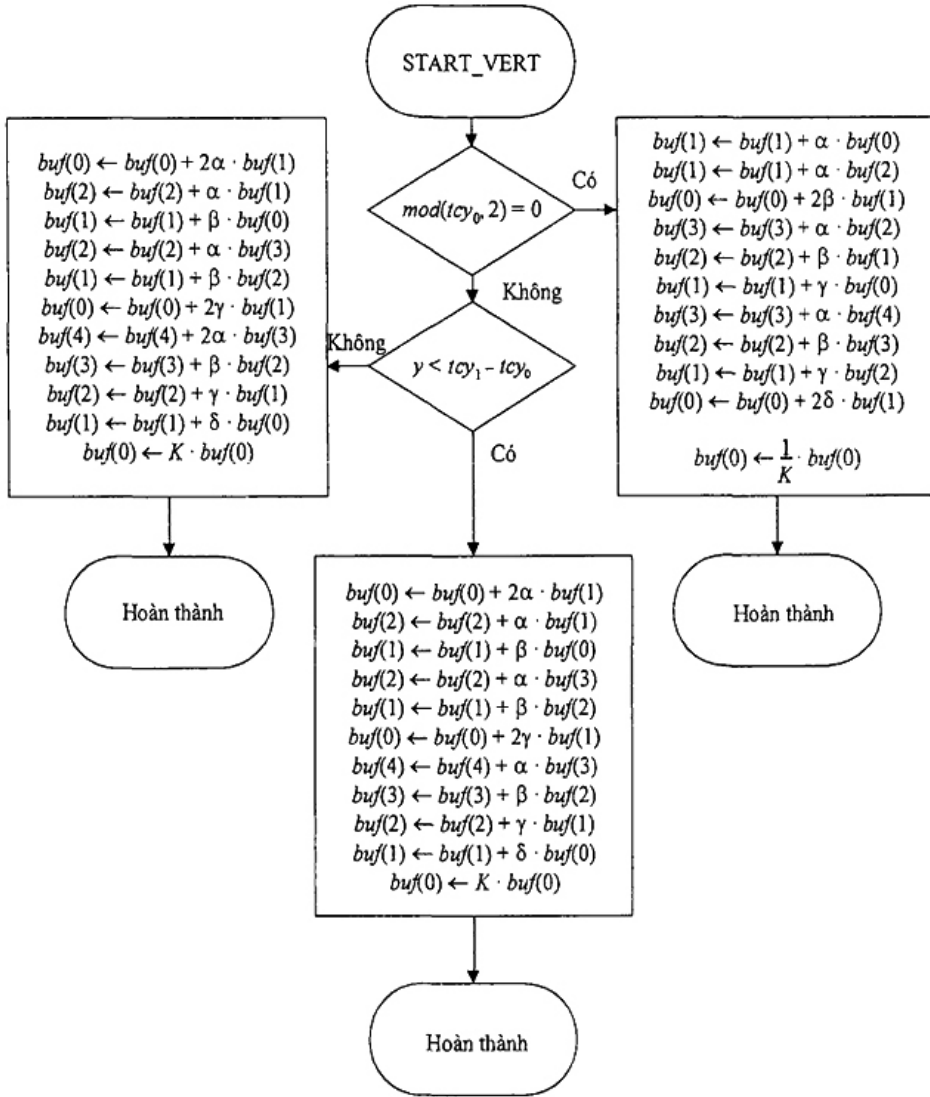 START_VERT
mod(tcy₀, 2) = 0
Có
Không
buf(1) ← buf(1) + α · buf(0)
buf(1) ← buf(1) + α · buf(2)
buf(0) ← buf(0) + 2β · buf(1)
buf(3) ← buf(3) + α · buf(2)
buf(2) ← buf(2) + β · buf(1)
buf(1) ← buf(1) + γ · buf(0)
buf(3) ← buf(3) + α · buf(4)
buf(2) ← buf(2) + β · buf(3)
buf(1) ← buf(1) + γ · buf(2)
buf(0) ← buf(0) + 2δ · buf(1)
buf(0) ← 1/K · buf(0)
Hoàn thành
y < tcy₁ – tcy₀
Không
Có
buf(0) ← buf(0) + 2α · buf(1)
buf(2) ← buf(2) + α · buf(1)
buf(1) ← buf(1) + β · buf(0)
buf(2) ← buf(2) + α · buf(3)
buf(1) ← buf(1) + β · buf(2)
buf(0) ← buf(0) + 2γ · buf(1)
buf(4) ← buf(4) + 2α · buf(3)
buf(3) ← buf(3) + β · buf(2)
buf(2) ← buf(2) + γ · buf(1)
buf(1) ← buf(1) + δ · buf(0)
buf(0) ← K · buf(0)
Hoàn thành
buf(0) ← buf(0) + 2α · buf(1)
buf(2) ← buf(2) + α · buf(1)
buf(1) ← buf(1) + β · buf(0)
buf(2) ← buf(2) + α · buf(3)
buf(1) ← buf(1) + β · buf(2)
buf(0) ← buf(0) + 2γ · buf(1)
buf(4) ← buf(4) + α · buf(3)
buf(3) ← buf(3) + β · buf(2)
buf(2) ← buf(2) + γ · buf(1)
buf(1) ← buf(1) + δ · buf(0)
buf(0) ← K · buf(0)
Hoàn thành